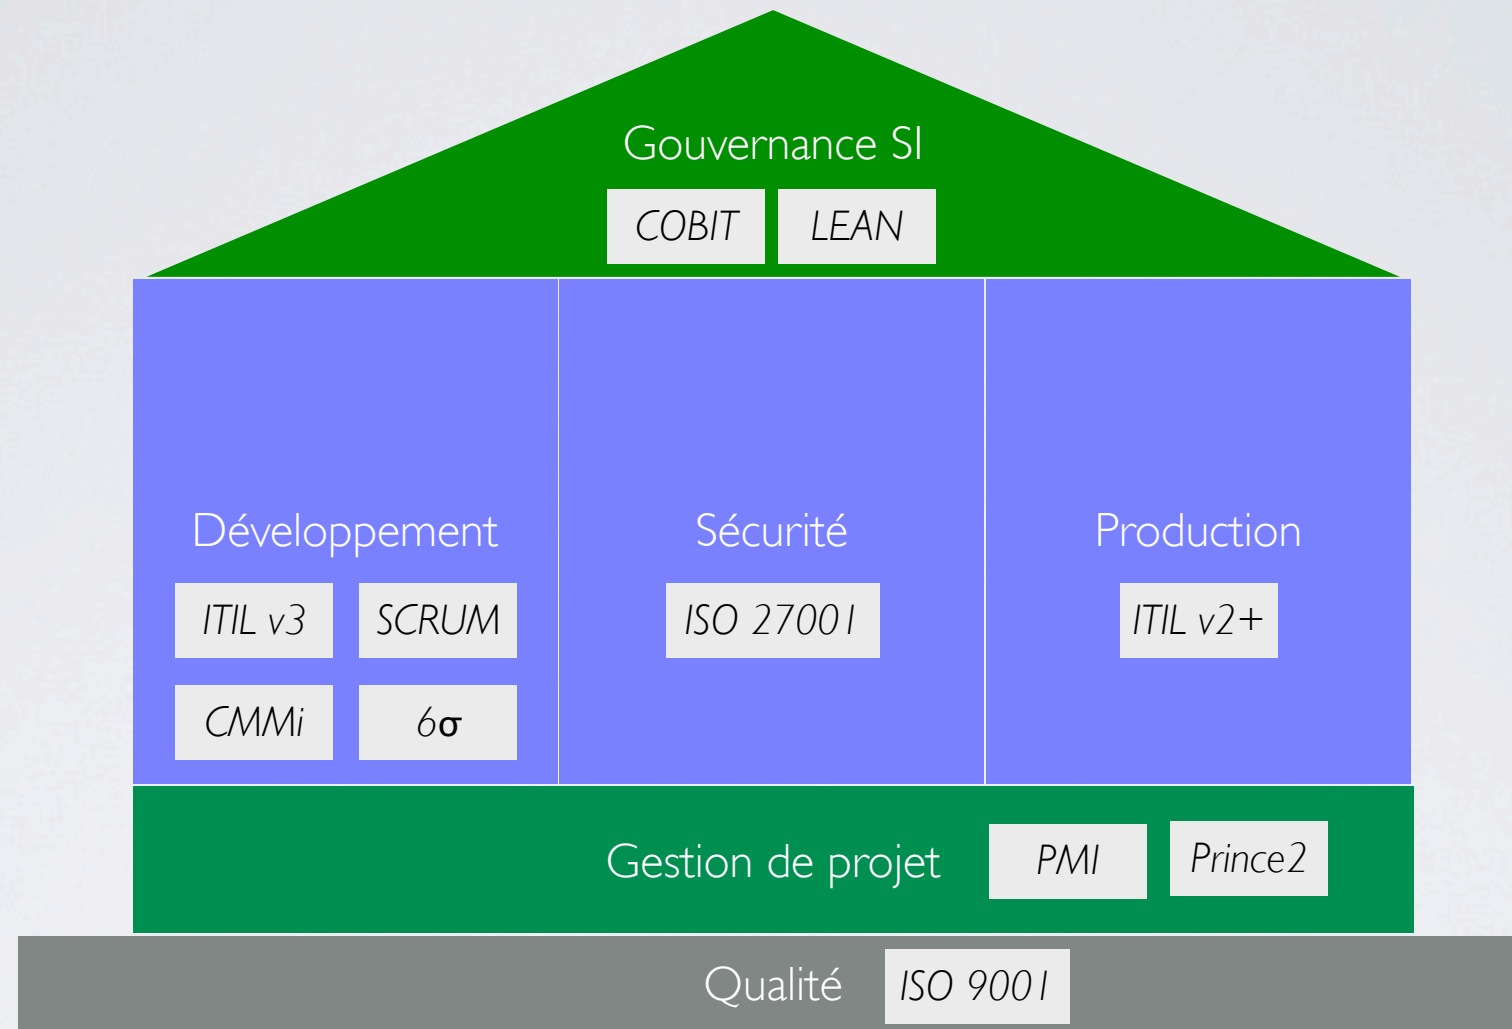 Gouvernance SI
COBIT LEAN
Développement
ITIL v3 SCRUM
CMMi 6σ
Sécurité
ISO 27001
Production
ITIL v2+
Gestion de projet PMI Prince2
Qualité ISO 9001